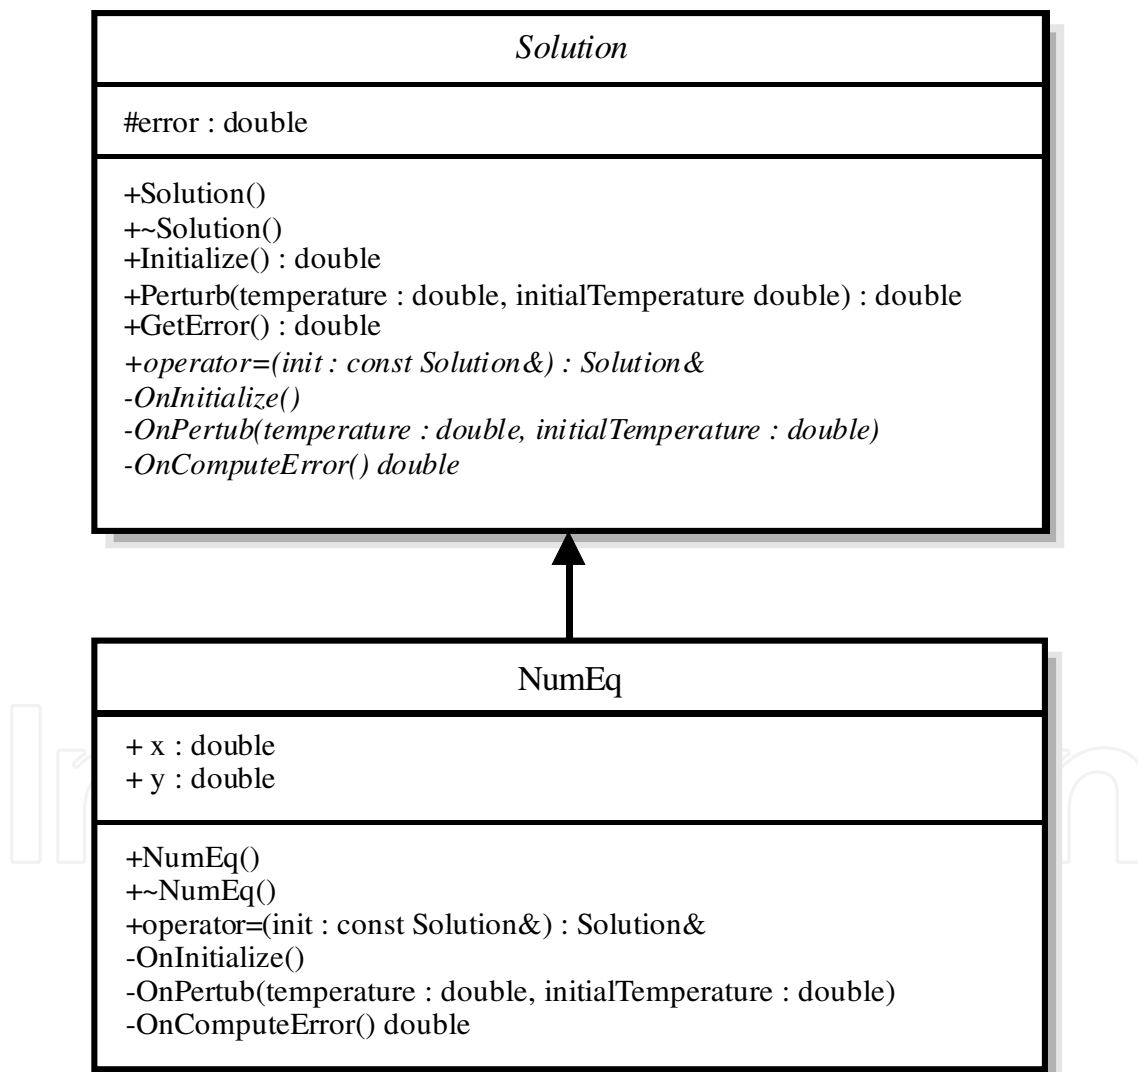 Solution
#error : double
+Solution()
+~Solution()
+Initialize() : double
+Perturb(temperature : double, initialTemperature double) : double
+GetError() : double
+operator=(init : const Solution&) : Solution&
-OnInitialize()
-OnPertub(temperature : double, initialTemperature : double)
-OnComputeError() double
NumEq
+ x : double
+ y : double
+NumEq()
+~NumEq()
+operator=(init : const Solution&) : Solution&
-OnInitialize()
-OnPertub(temperature : double, initialTemperature : double)
-OnComputeError() double